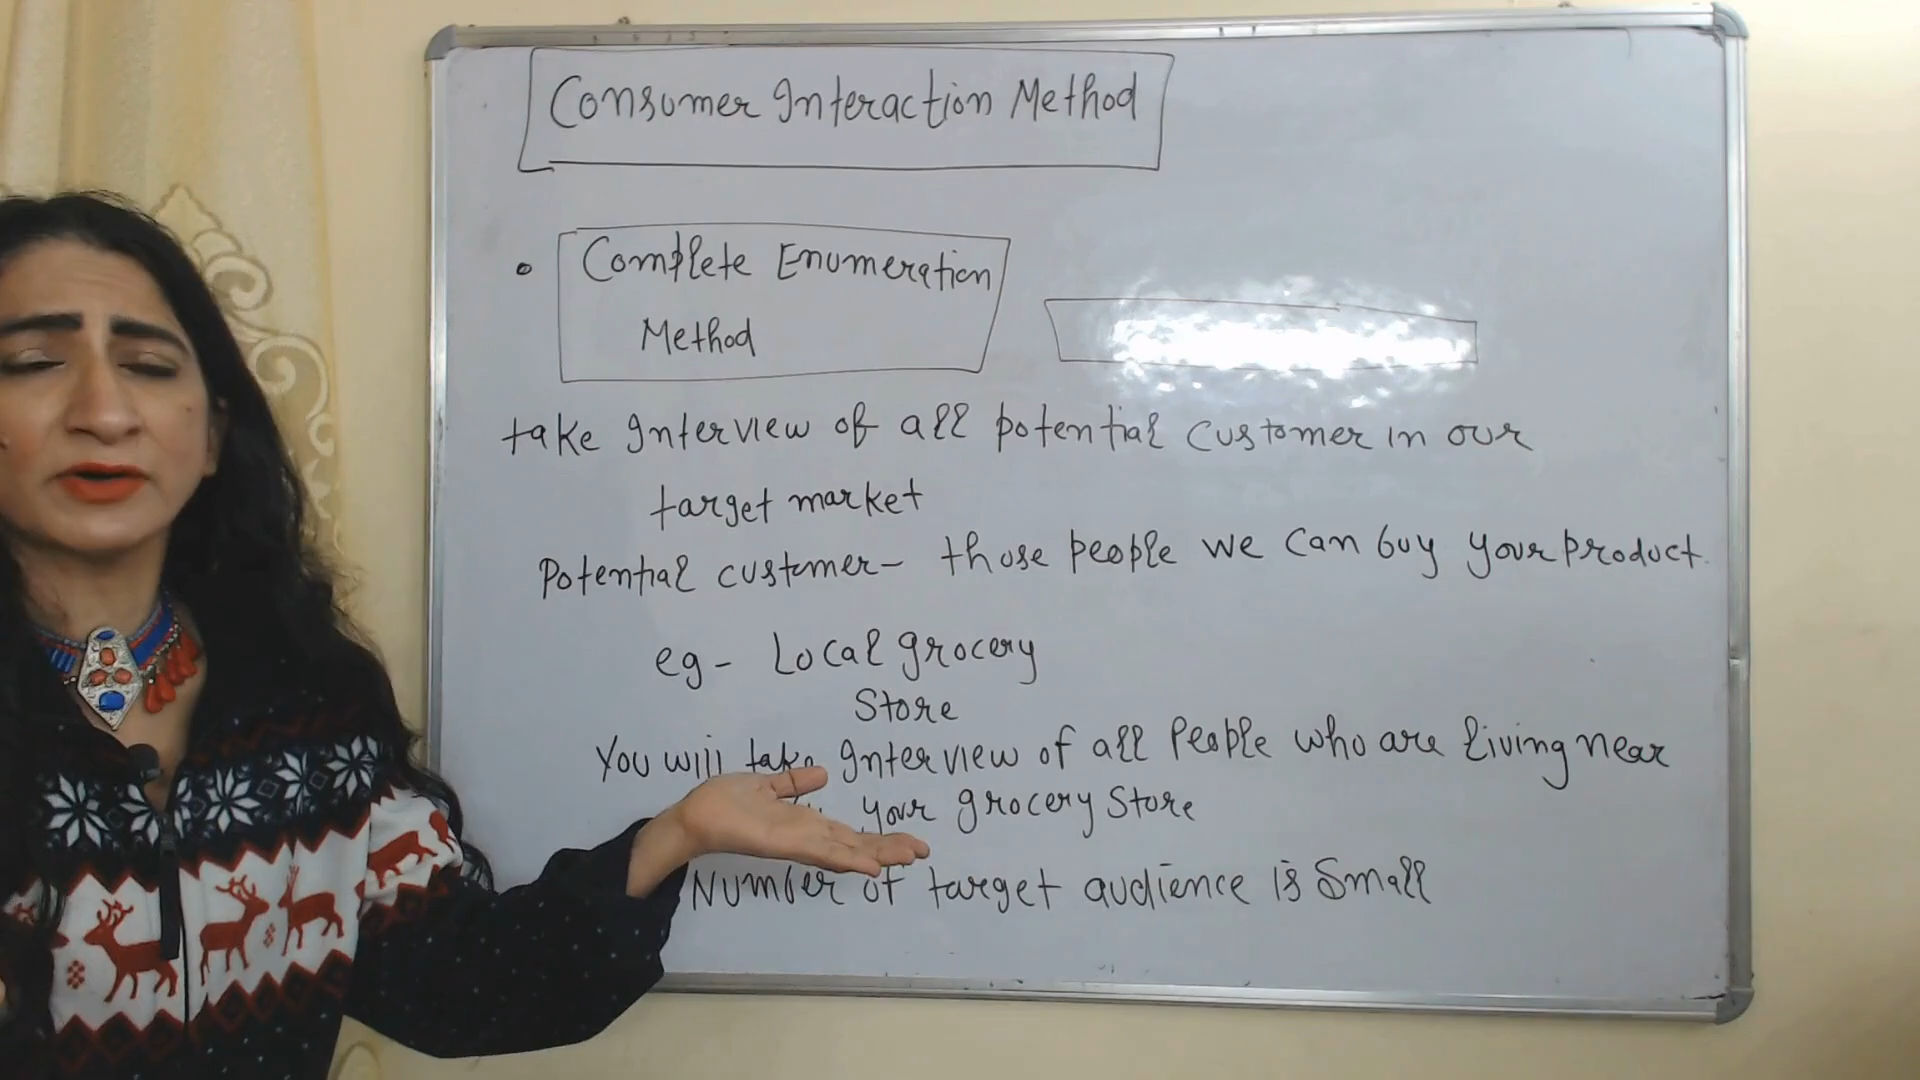 Consumer Interaction Method
• Complete Enumeration
Method
take Interview of all potential customer in our
target market
Potential customer- those people we can buy your product.
eg- Local grocery
Store
You will take Interview of all People who are living near
your grocery Store
Number of target audience is Small